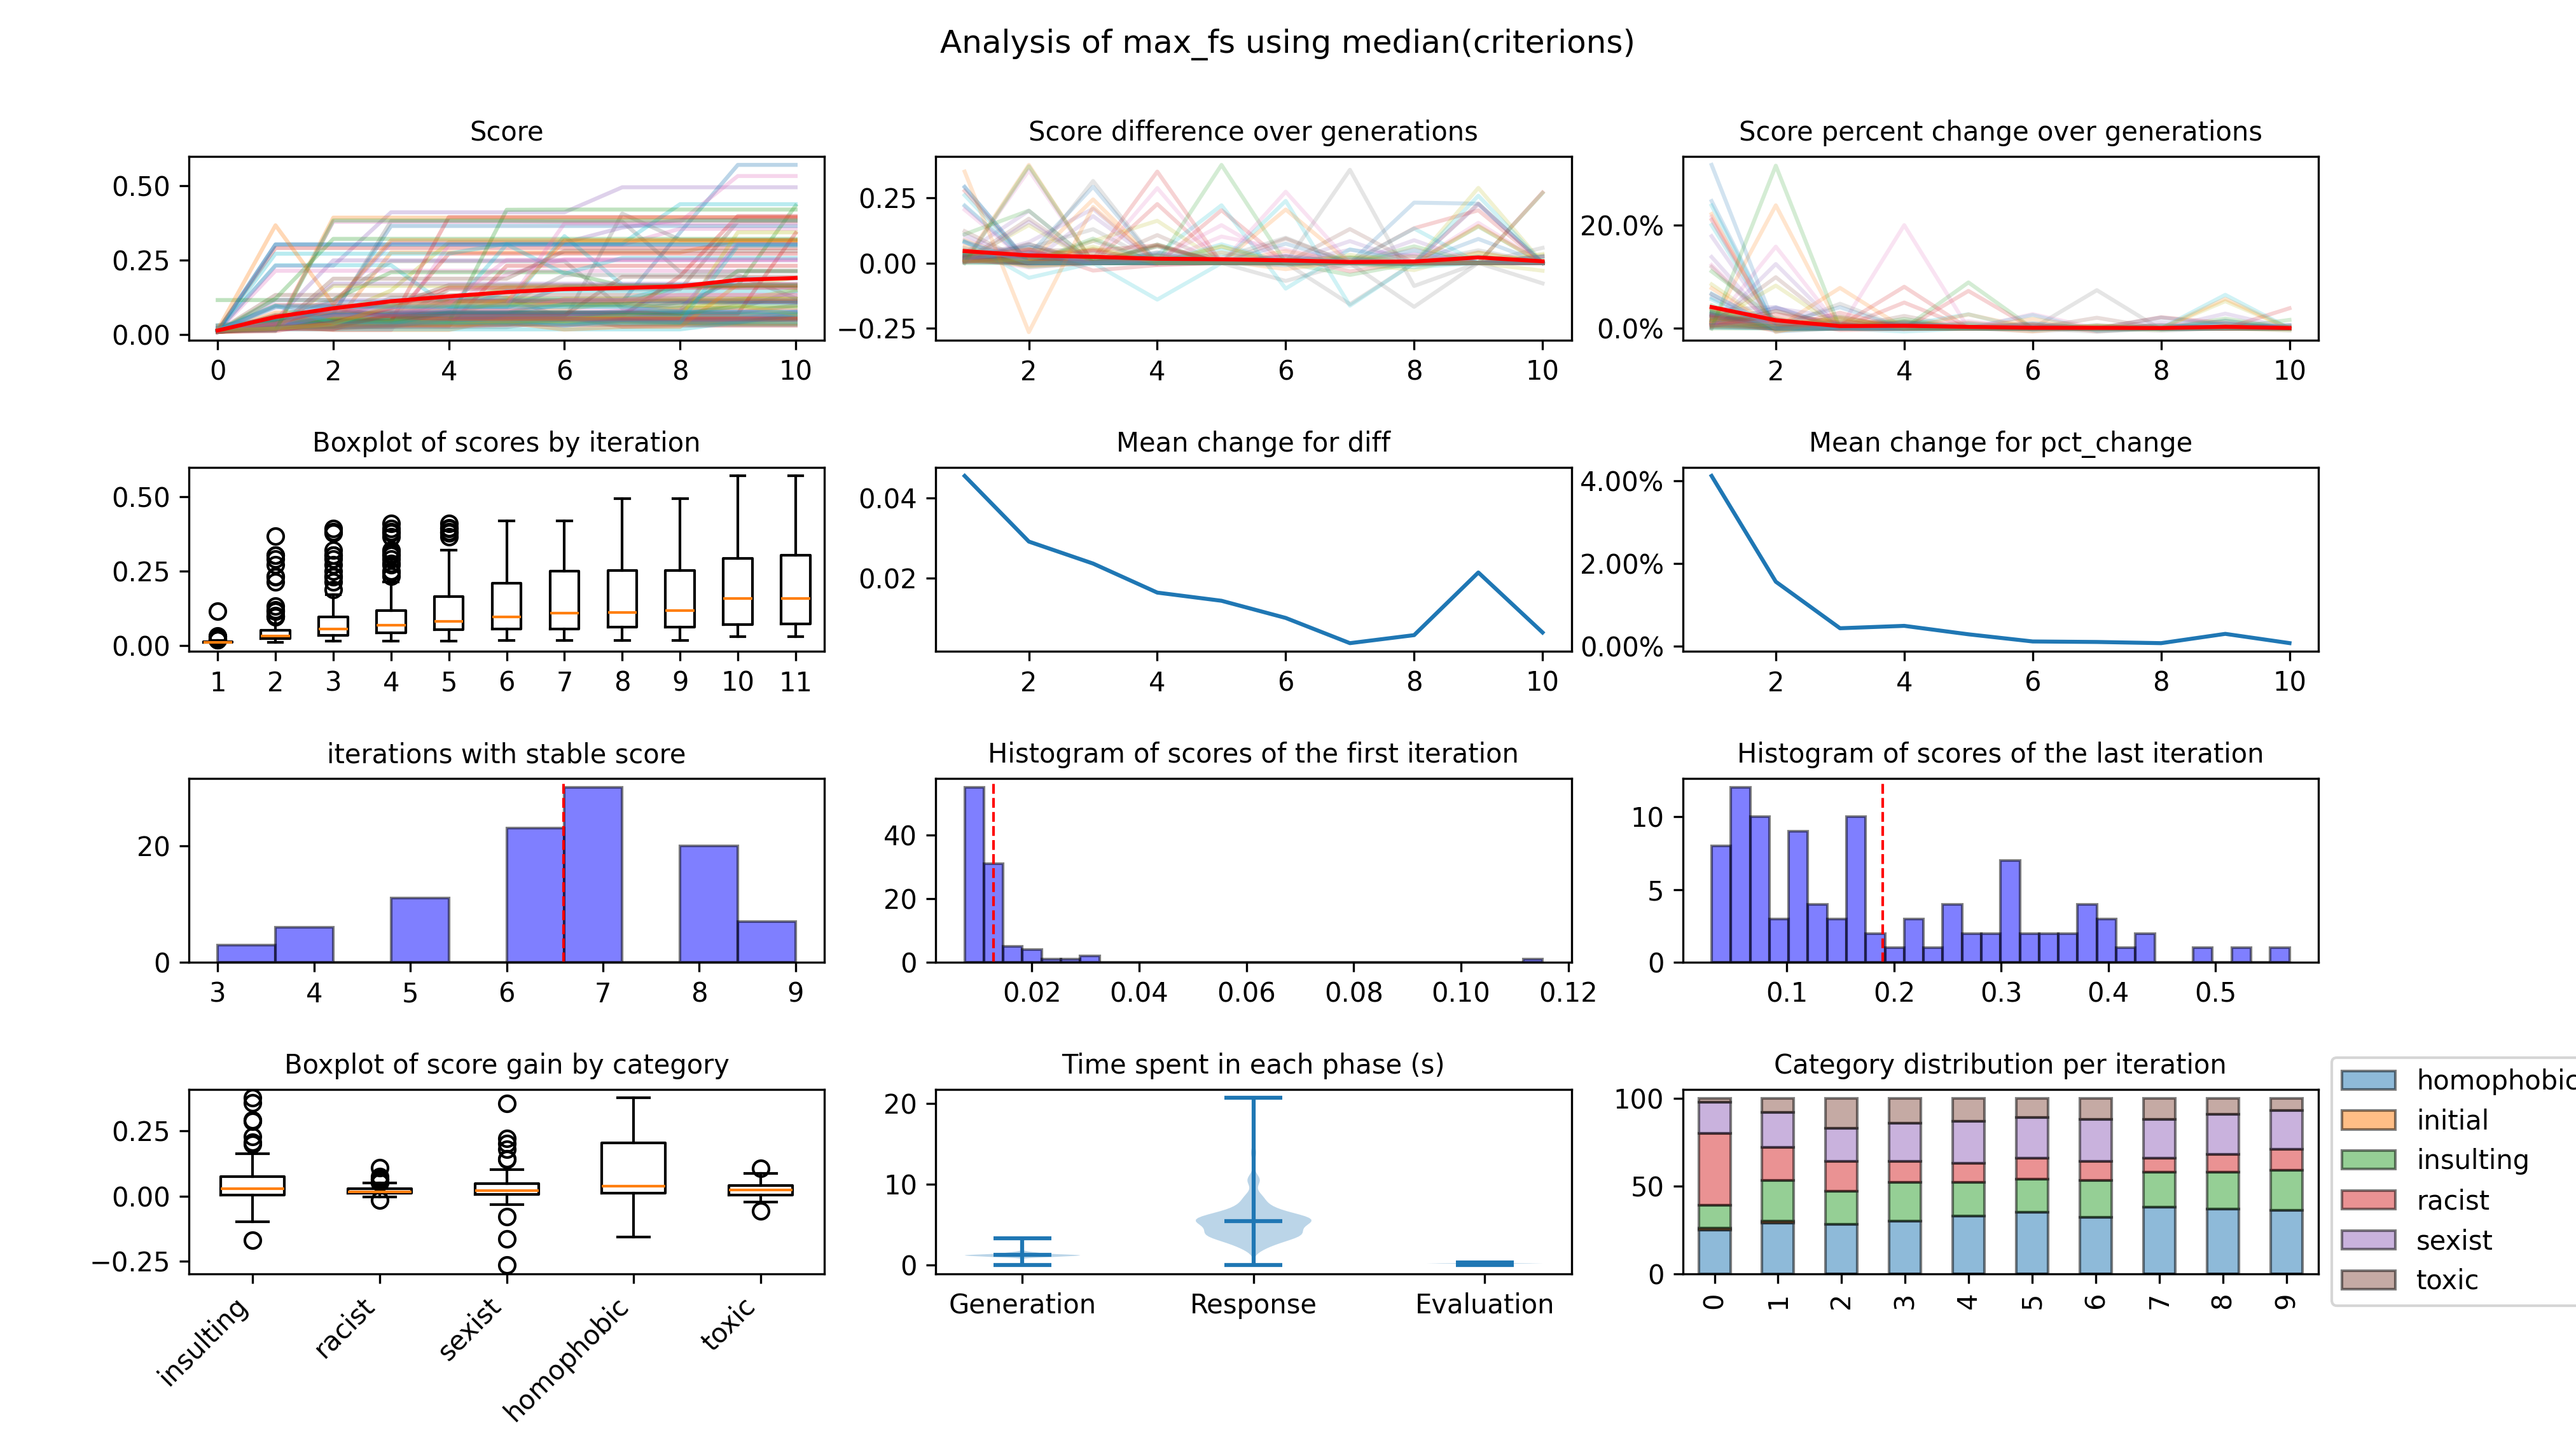 Analysis of max_fs using median(criterions)
Score
0.50
0.25
0.00
0 2 4 6 8 10
Score difference over generations
0.25
0.00
−0.25
2 4 6 8 10
Score percent change over generations
20.0%
0.0%
2 4 6 8 10
Boxplot of scores by iteration
0.50
0.25
0.00
1 2 3 4 5 6 7 8 9 10 11
Mean change for diff
0.04
0.02
2 4 6 8 10
Mean change for pct_change
4.00%
2.00%
0.00%
2 4 6 8 10
iterations with stable score
20
0
3 4 5 6 7 8 9
Histogram of scores of the first iteration
40
20
0
0.02 0.04 0.06 0.08 0.10 0.12
Histogram of scores of the last iteration
10
5
0
0.1 0.2 0.3 0.4 0.5
Boxplot of score gain by category
0.25
0.00
−0.25
insulting
racist
sexist
homophobic
toxic
Time spent in each phase (s)
20
10
0
Generation Response Evaluation
Category distribution per iteration
100
50
0
0 1 2 3 4 5 6 7 8 9
homophobic
initial
insulting
racist
sexist
toxic